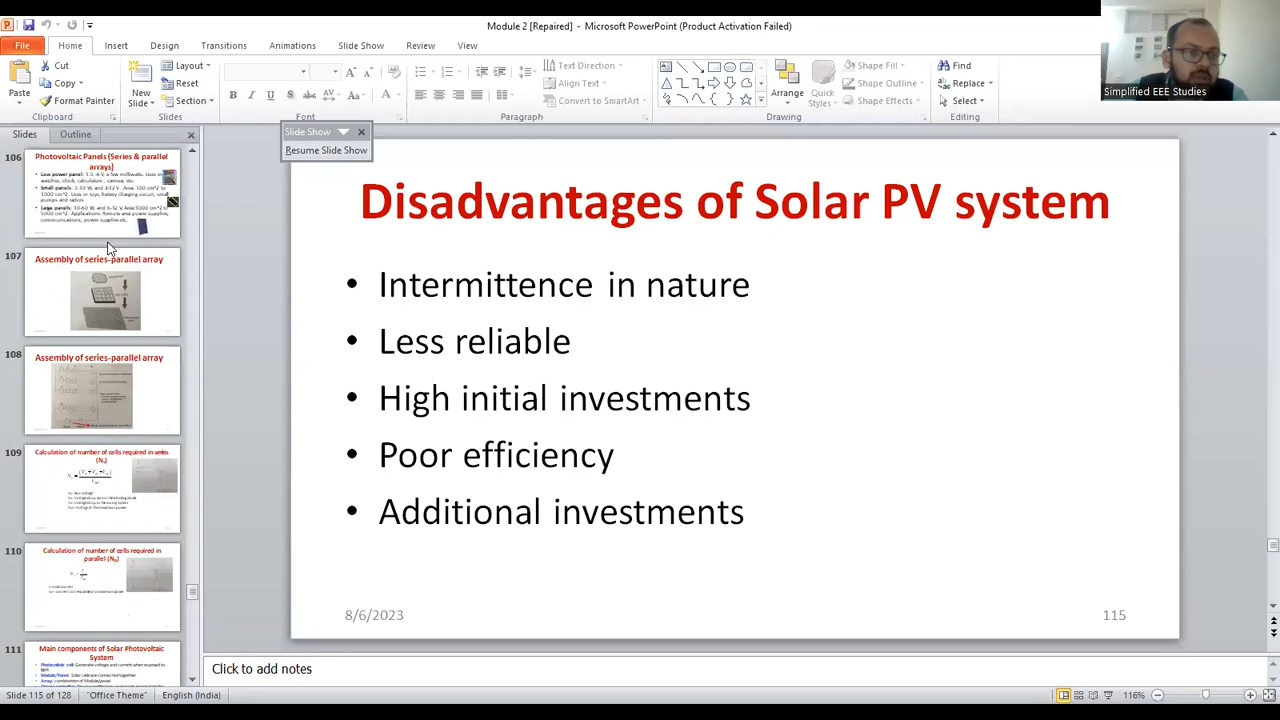 Module 2 [Repaired] - Microsoft PowerPoint (Product Activation Failed)
File Home Insert Design Transitions Animations Slide Show Review View
Paste
Cut
Copy
Format Painter
Clipboard
New
Slide
Layout
Reset
Section
Slides
B I U S abc AV Aa A
Font
Text Direction
Align Text
Convert to SmartArt
Paragraph
Arrange
Quick
Styles
Shape Fill
Shape Outline
Shape Effects
Drawing
Find
Replace
Select
Editing
Simplified EEE Studies
Slides Outline
Slide Show
Resume Slide Show
106
Photovoltaic Panels (Series & parallel
arrays)
107
Assembly of series-parallel array
108
Assembly of series-parallel array
109
Calculation of number of cells required in series
110
Calculation of number of cells required in
111
Main components of Solar Photovoltaic
System
Disadvantages of Solar PV system
• Intermittence in nature
• Less reliable
• High initial investments
• Poor efficiency
• Additional investments
8/6/2023
115
Click to add notes
Slide 115 of 128 "Office Theme" English (India) 116%